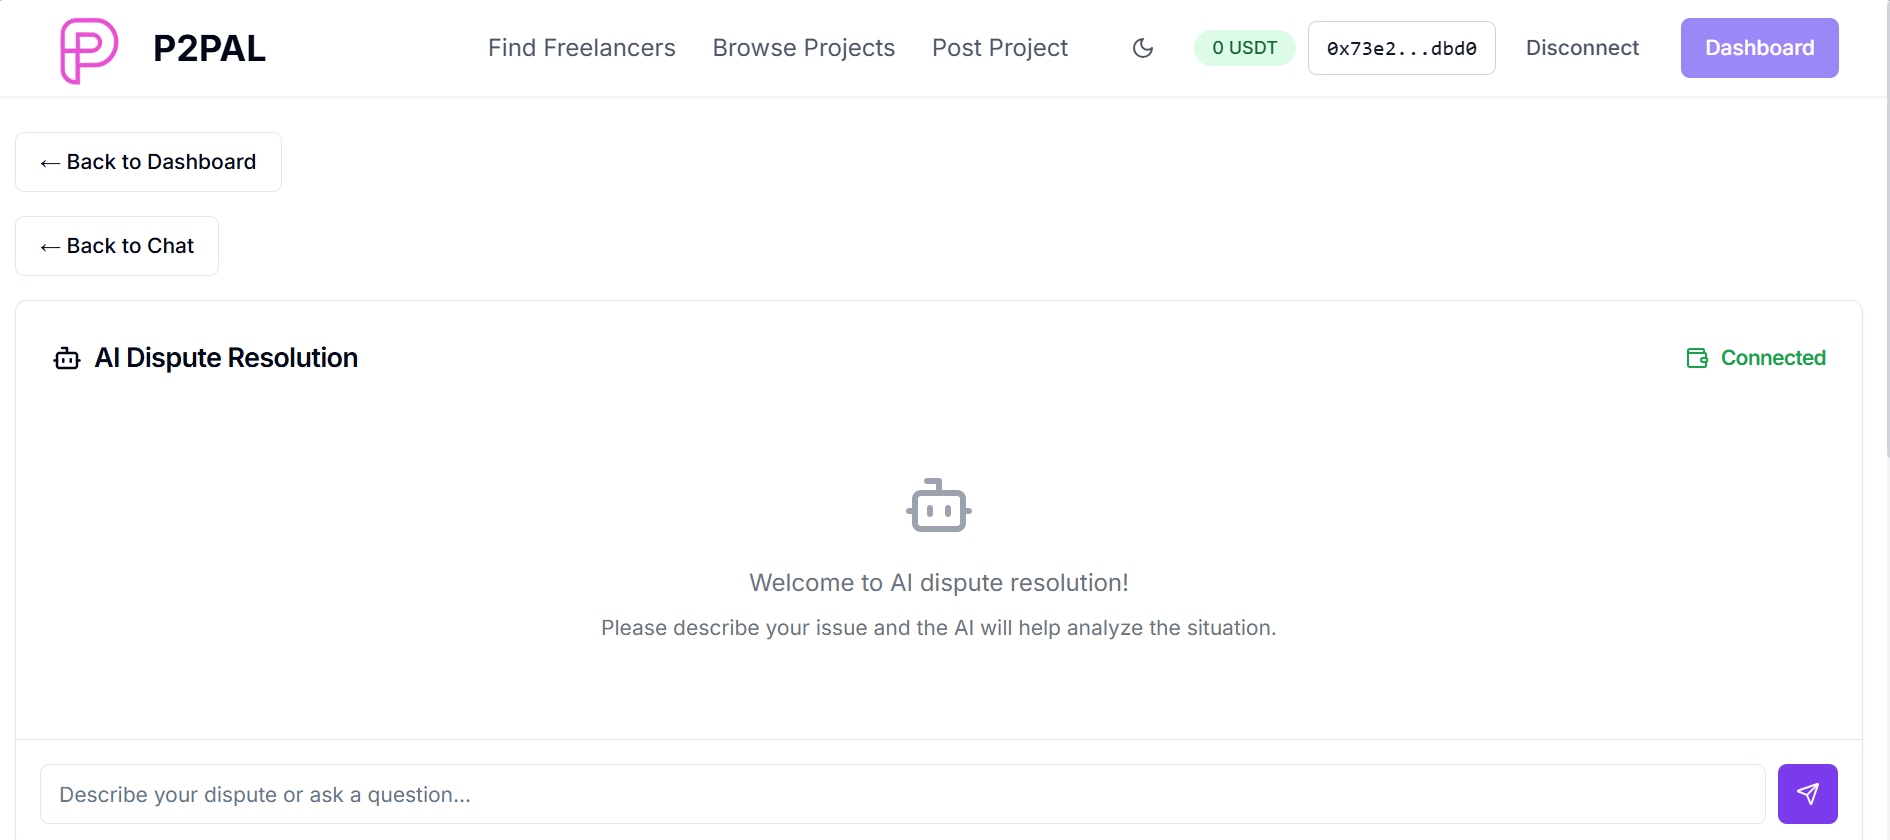 P2PAL
Find Freelancers
Browse Projects
Post Project
0 USDT
0x73e2...dbd0
Disconnect
Dashboard
← Back to Dashboard
← Back to Chat
AI Dispute Resolution
Connected
Welcome to AI dispute resolution!
Please describe your issue and the AI will help analyze the situation.
Describe your dispute or ask a question...